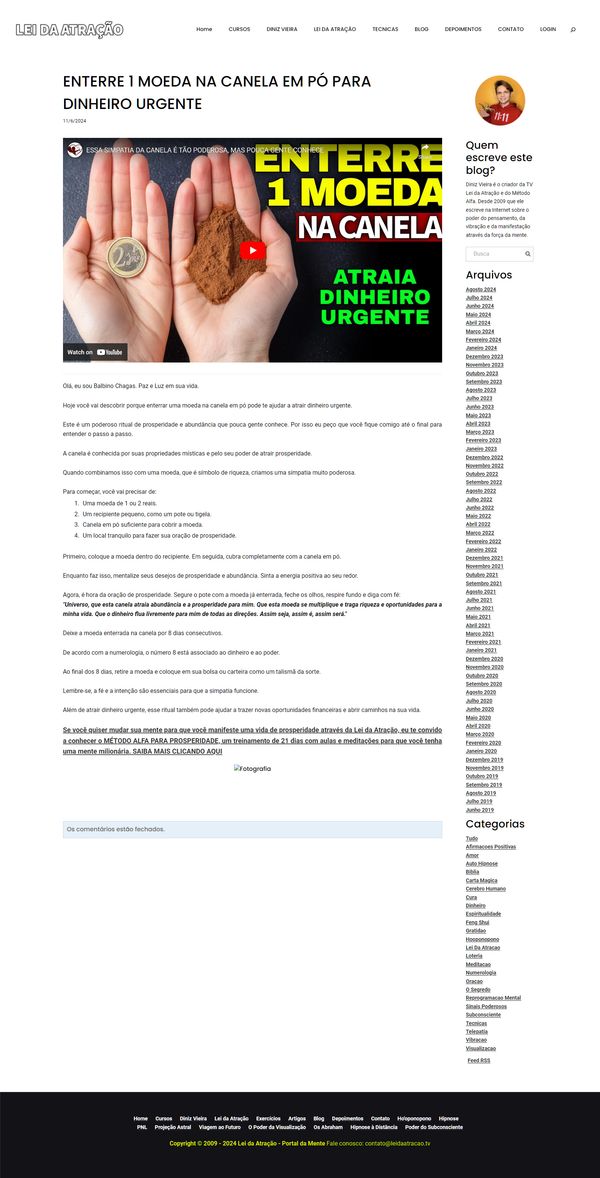 LEI DA ATRAÇÃO
Home CURSOS DINIZ VIEIRA LEI DA ATRAÇÃO TECNICAS BLOG DEPOIMENTOS CONTATO LOGIN
ENTERRE 1 MOEDA NA CANELA EM PÓ PARA
DINHEIRO URGENTE
11/6/2024
ESSA SIMPATIA DA CANELA É TÃO PODEROSA, MAS POUCA GENTE CONHECE
ENTERRE
1 MOEDA
NA CANELA
ATRAIA
DINHEIRO
URGENTE
Watch on YouTube
Olá, eu sou Balbino Chagas. Paz e Luz em sua vida.
Hoje você vai descobrir porque enterrar uma moeda na canela em pó pode te ajudar a atrair dinheiro urgente.
Este é um poderoso ritual de prosperidade e abundância que pouca gente conhece. Por isso eu peço que você fique comigo até o final para
entender o passo a passo.
A canela é conhecida por suas propriedades místicas e pelo seu poder de atrair prosperidade.
Quando combinamos isso com uma moeda, que é símbolo de riqueza, criamos uma simpatia muito poderosa.
Para começar, você vai precisar de:
1. Uma moeda de 1 ou 2 reais.
2. Um recipiente pequeno, como um pote ou tigela.
3. Canela em pó suficiente para cobrir a moeda.
4. Um local tranquilo para fazer sua oração de prosperidade.
Primeiro, coloque a moeda dentro do recipiente. Em seguida, cubra completamente com a canela em pó.
Enquanto faz isso, mentalize seus desejos de prosperidade e abundância. Sinta a energia positiva ao seu redor.
Agora, é hora da oração de prosperidade. Segure o pote com a moeda já enterrada, feche os olhos, respire fundo e diga com fé:
"Universo, que esta canela atraia abundância e a prosperidade para mim. Que esta moeda se multiplique e traga riqueza e oportunidades para a
minha vida. Que o dinheiro flua livremente para mim de todas as direções. Assim seja, assim é, assim será."
Deixe a moeda enterrada na canela por 8 dias consecutivos.
De acordo com a numerologia, o número 8 está associado ao dinheiro e ao poder.
Ao final dos 8 dias, retire a moeda e coloque em sua bolsa ou carteira como um talismã da sorte.
Lembre-se, a fé e a intenção são essenciais para que a simpatia funcione.
Além de atrair dinheiro urgente, esse ritual também pode ajudar a trazer novas oportunidades financeiras e abrir caminhos na sua vida.
Se você quiser mudar sua mente para que você manifeste uma vida de prosperidade através da Lei da Atração, eu te convido
a conhecer o MÉTODO ALFA PARA PROSPERIDADE, um treinamento de 21 dias com aulas e meditações para que você tenha
uma mente milionária. SAIBA MAIS CLICANDO AQUI
Fotografia
Os comentários estão fechados.
11:11
Quem
escreve este
blog?
Diniz Vieira é o criador da TV
Lei da Atração e do Método
Alfa. Desde 2009 que ele
escreve na Internet sobre o
poder do pensamento, da
vibração e da manifestação
através da força da mente.
Busca
Arquivos
Agosto 2024
Julho 2024
Junho 2024
Maio 2024
Abril 2024
Março 2024
Fevereiro 2024
Janeiro 2024
Dezembro 2023
Novembro 2023
Outubro 2023
Setembro 2023
Agosto 2023
Julho 2023
Junho 2023
Maio 2023
Abril 2023
Março 2023
Fevereiro 2023
Janeiro 2023
Dezembro 2022
Novembro 2022
Outubro 2022
Setembro 2022
Agosto 2022
Julho 2022
Junho 2022
Maio 2022
Abril 2022
Março 2022
Fevereiro 2022
Janeiro 2022
Dezembro 2021
Novembro 2021
Outubro 2021
Setembro 2021
Agosto 2021
Julho 2021
Junho 2021
Maio 2021
Abril 2021
Março 2021
Fevereiro 2021
Janeiro 2021
Dezembro 2020
Novembro 2020
Outubro 2020
Setembro 2020
Agosto 2020
Julho 2020
Junho 2020
Maio 2020
Abril 2020
Março 2020
Fevereiro 2020
Janeiro 2020
Dezembro 2019
Novembro 2019
Outubro 2019
Setembro 2019
Agosto 2019
Julho 2019
Junho 2019
Categorias
Tudo
Afirmacoes Positivas
Amor
Auto Hipnose
Biblia
Carta Magica
Cerebro Humano
Cura
Dinheiro
Espiritualidade
Feng Shui
Gratidao
Hooponopono
Lei Da Atracao
Loteria
Meditacao
Numerologia
Oracao
O Segredo
Reprogramacao Mental
Sinais Poderosos
Subconsciente
Tecnicas
Telepatia
Vibracao
Visualizacao
Feed RSS
Home Cursos Diniz Vieira Lei da Atração Exercícios Artigos Blog Depoimentos Contato Ho'oponopono Hipnose
PNL Projeção Astral Viagem ao Futuro O Poder da Visualização Os Abraham Hipnose à Distância Poder do Subconsciente
Copyright © 2009 - 2024 Lei da Atração - Portal da Mente Fale conosco: contato@leidaatracao.tv